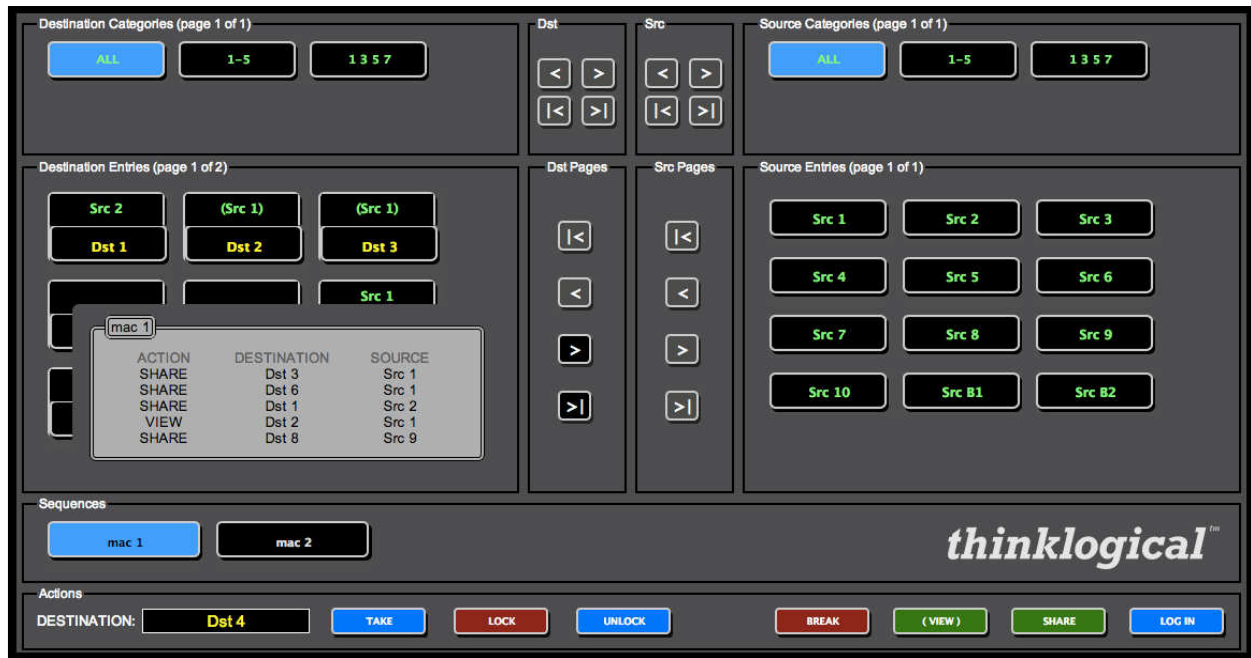 Destination Categories (page 1 of 1)
ALL
1-5
1 3 5 7
Dst
< >
|< >|
Src
< >
|< >|
Source Categories (page 1 of 1)
ALL
1-5
1 3 5 7
Destination Entries (page 1 of 2)
Src 2 (Src 1) (Src 1)
Dst 1 Dst 2 Dst 3
Src 1
mac 1
ACTION DESTINATION SOURCE
SHARE Dst 3 Src 1
SHARE Dst 6 Src 1
SHARE Dst 1 Src 2
VIEW Dst 2 Src 1
SHARE Dst 8 Src 9
Dst Pages
|<
<
>
>|
Src Pages
|<
<
>
>|
Source Entries (page 1 of 1)
Src 1 Src 2 Src 3
Src 4 Src 5 Src 6
Src 7 Src 8 Src 9
Src 10 Src B1 Src B2
Sequences
mac 1 mac 2
thinklogical™
Actions
DESTINATION: Dst 4 TAKE LOCK UNLOCK BREAK ( VIEW ) SHARE LOG IN